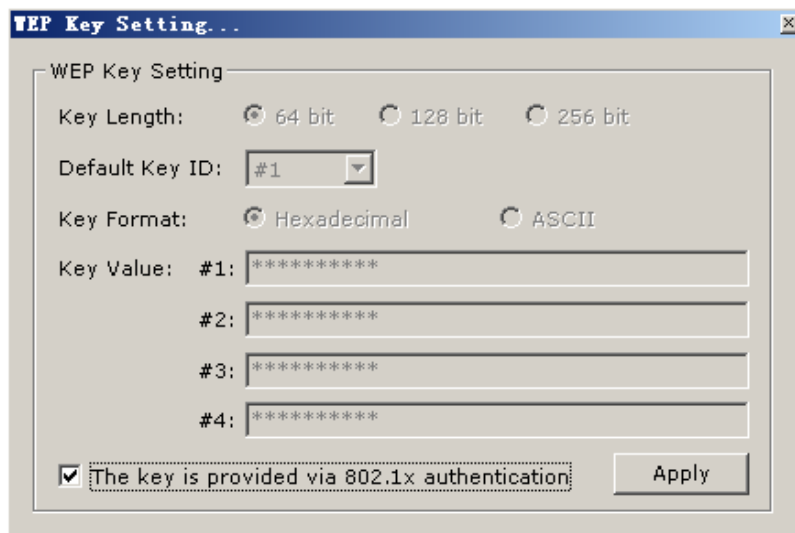 WEP Key Setting...
WEP Key Setting
Key Length: 64 bit 128 bit 256 bit
Default Key ID: #1
Key Format: Hexadecimal ASCII
Key Value: #1: **********
#2: **********
#3: **********
#4: **********
The key is provided via 802.1x authentication Apply